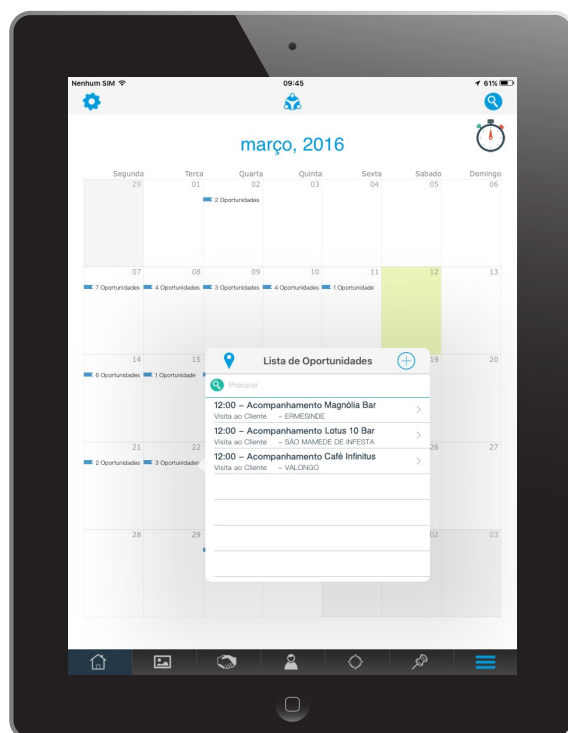 Nenhum SIM 09:45 61%
março, 2016
Segunda Terca Quarta Quinta Sexta Sabado Domingo
29 01 02 03 04 05 06
2 Oportunidades
07 08 09 10 11 12 13
7 Oportunidades 4 Oportunidades 3 Oportunidades 4 Oportunidades 1 Oportunidade
14 15 19 20
6 Oportunidades 1 Oportunidade
Lista de Oportunidades
Procurar
12:00 – Acompanhamento Magnólia Bar
Visita ao Cliente – ERMESINDE
12:00 – Acompanhamento Lotus 10 Bar
Visita ao Cliente – SÃO MAMEDE DE INFESTA
12:00 – Acompanhamento Café Infinitus
Visita ao Cliente – VALONGO
21 22 26 27
2 Oportunidades 3 Oportunidades
28 29 02 03